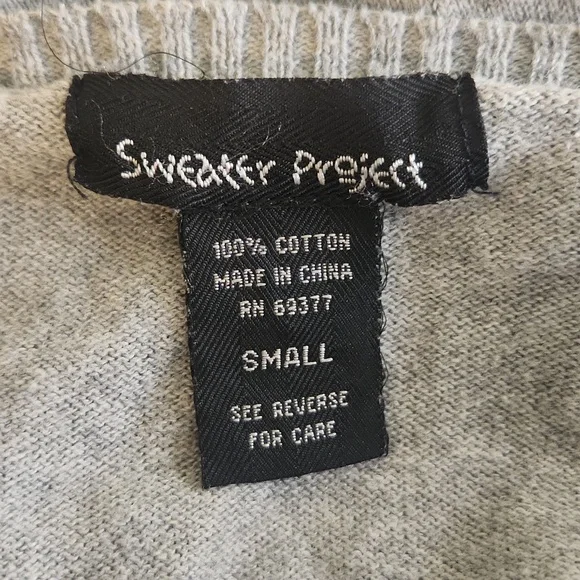 Sweater Project
100% COTTON
MADE IN CHINA
RN 69377
SMALL
SEE REVERSE
FOR CARE